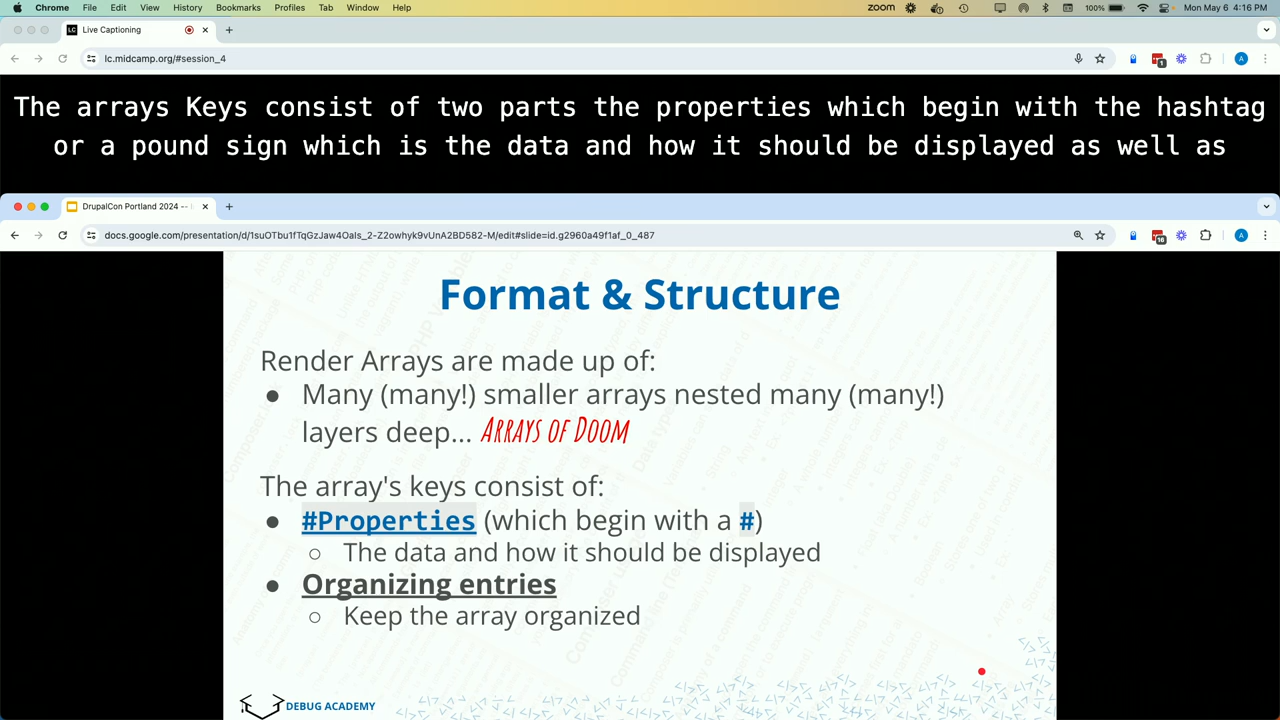 Chrome File Edit View History Bookmarks Profiles Tab Window Help zoom 100% Mon May 6 4:16 PM
LC Live Captioning
lc.midcamp.org/#session_4 1 A
The arrays Keys consist of two parts the properties which begin with the hashtag
or a pound sign which is the data and how it should be displayed as well as
DrupalCon Portland 2024 --
docs.google.com/presentation/d/1suOTbu1fTqGzJaw4Oals_2-Z2owhyk9vUnA2BD582-M/edit#slide=id.g2960a49f1af_0_487 16 A
Format & Structure
Render Arrays are made up of:
● Many (many!) smaller arrays nested many (many!)
layers deep... Arrays of Doom
The array's keys consist of:
● #Properties (which begin with a #)
○ The data and how it should be displayed
● Organizing entries
○ Keep the array organized
DEBUG ACADEMY